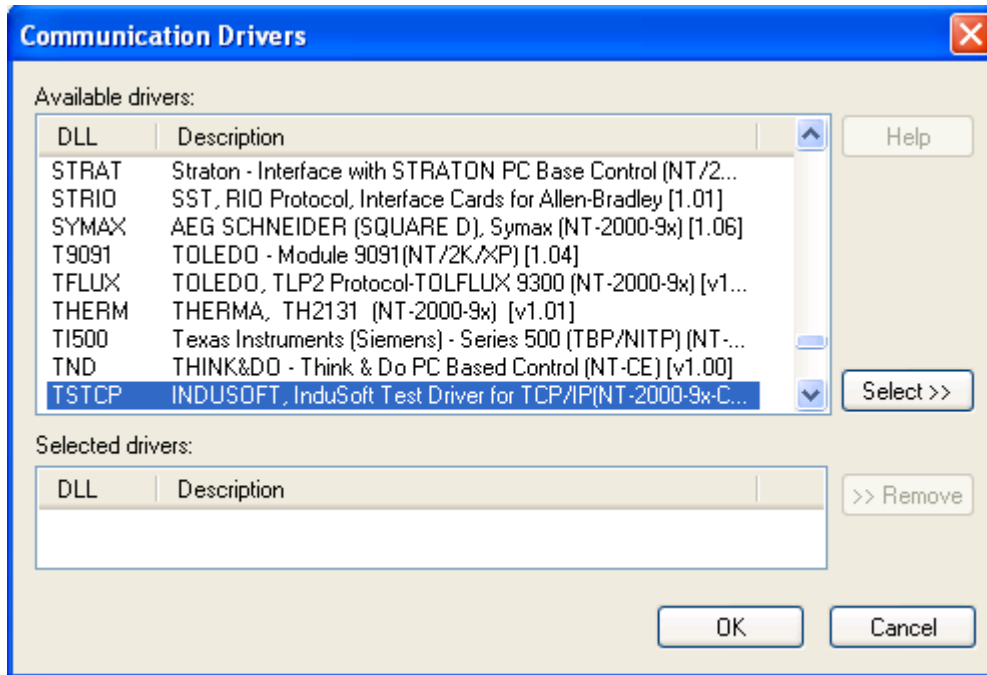 Communication Drivers
Available drivers:
DLL Description
Help
STRAT Straton - Interface with STRATON PC Base Control (NT/2...
STRIO SST, RIO Protocol, Interface Cards for Allen-Bradley [1.01]
SYMAX AEG SCHNEIDER (SQUARE D), Symax (NT-2000-9x) [1.06]
T9091 TOLEDO - Module 9091(NT/2K/XP) [1.04]
TFLUX TOLEDO, TLP2 Protocol-TOLFLUX 9300 (NT-2000-9x) [v1...
THERM THERMA, TH2131 (NT-2000-9x) [v1.01]
TI500 Texas Instruments (Siemens) - Series 500 (TBP/NITP) (NT-...
TND THINK&DO - Think & Do PC Based Control (NT-CE) [v1.00]
TSTCP INDUSOFT, InduSoft Test Driver for TCP/IP(NT-2000-9x-C...
Select >>
Selected drivers:
DLL Description
>> Remove
OK Cancel